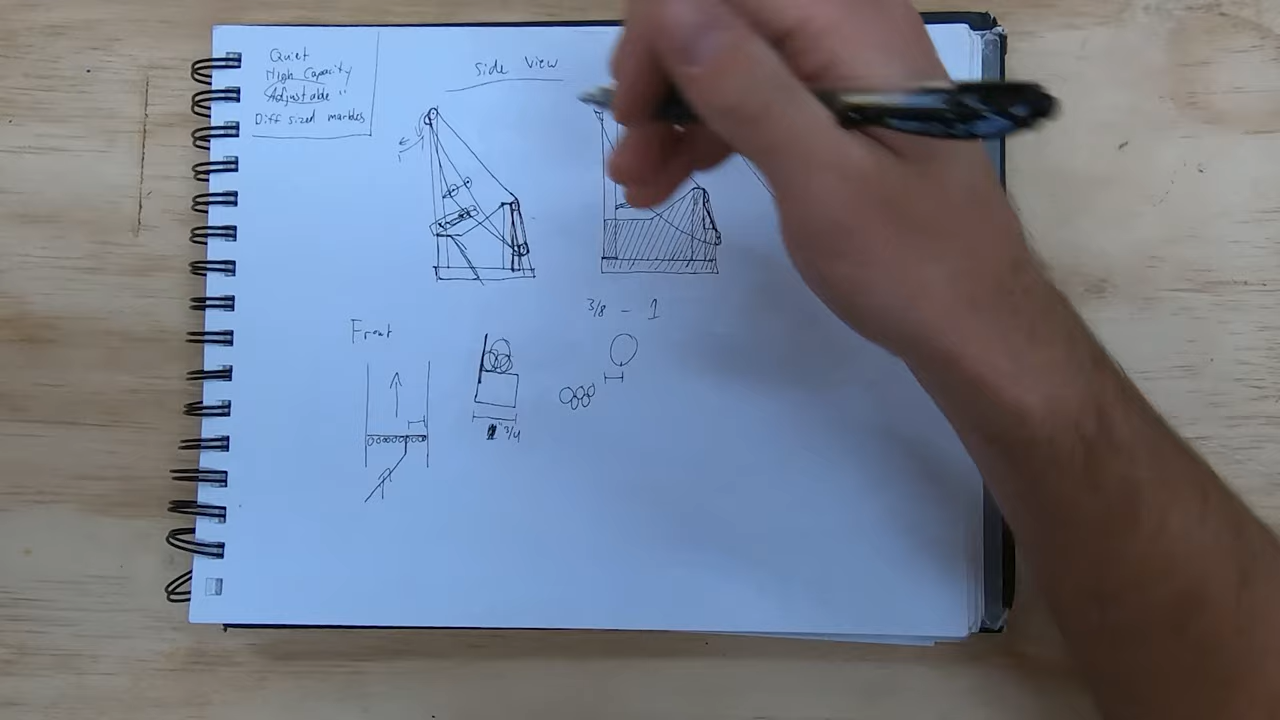 Quiet
High Capacity
Adjustable "
Diff sized marbles
Side View
3/8 - 1
Front
3/4